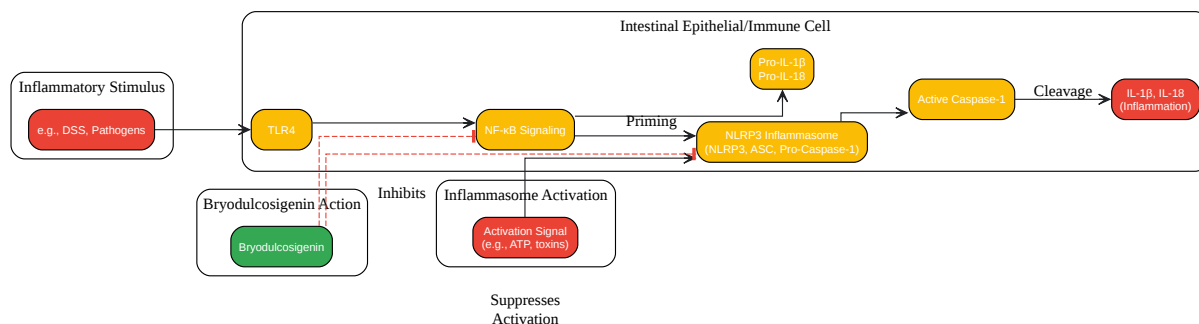 Intestinal Epithelial/Immune Cell
Pro-IL-1β
Pro-IL-18
Inflammatory Stimulus
e.g., DSS, Pathogens
TLR4
NF-κB Signaling
Priming
NLRP3 Inflammasome
(NLRP3, ASC, Pro-Caspase-1)
Active Caspase-1
Cleavage
IL-1β, IL-18
(Inflammation)
Bryodulcosigenin Action
Bryodulcosigenin
Inhibits
Inflammasome Activation
Activation Signal
(e.g., ATP, toxins)
Suppresses
Activation